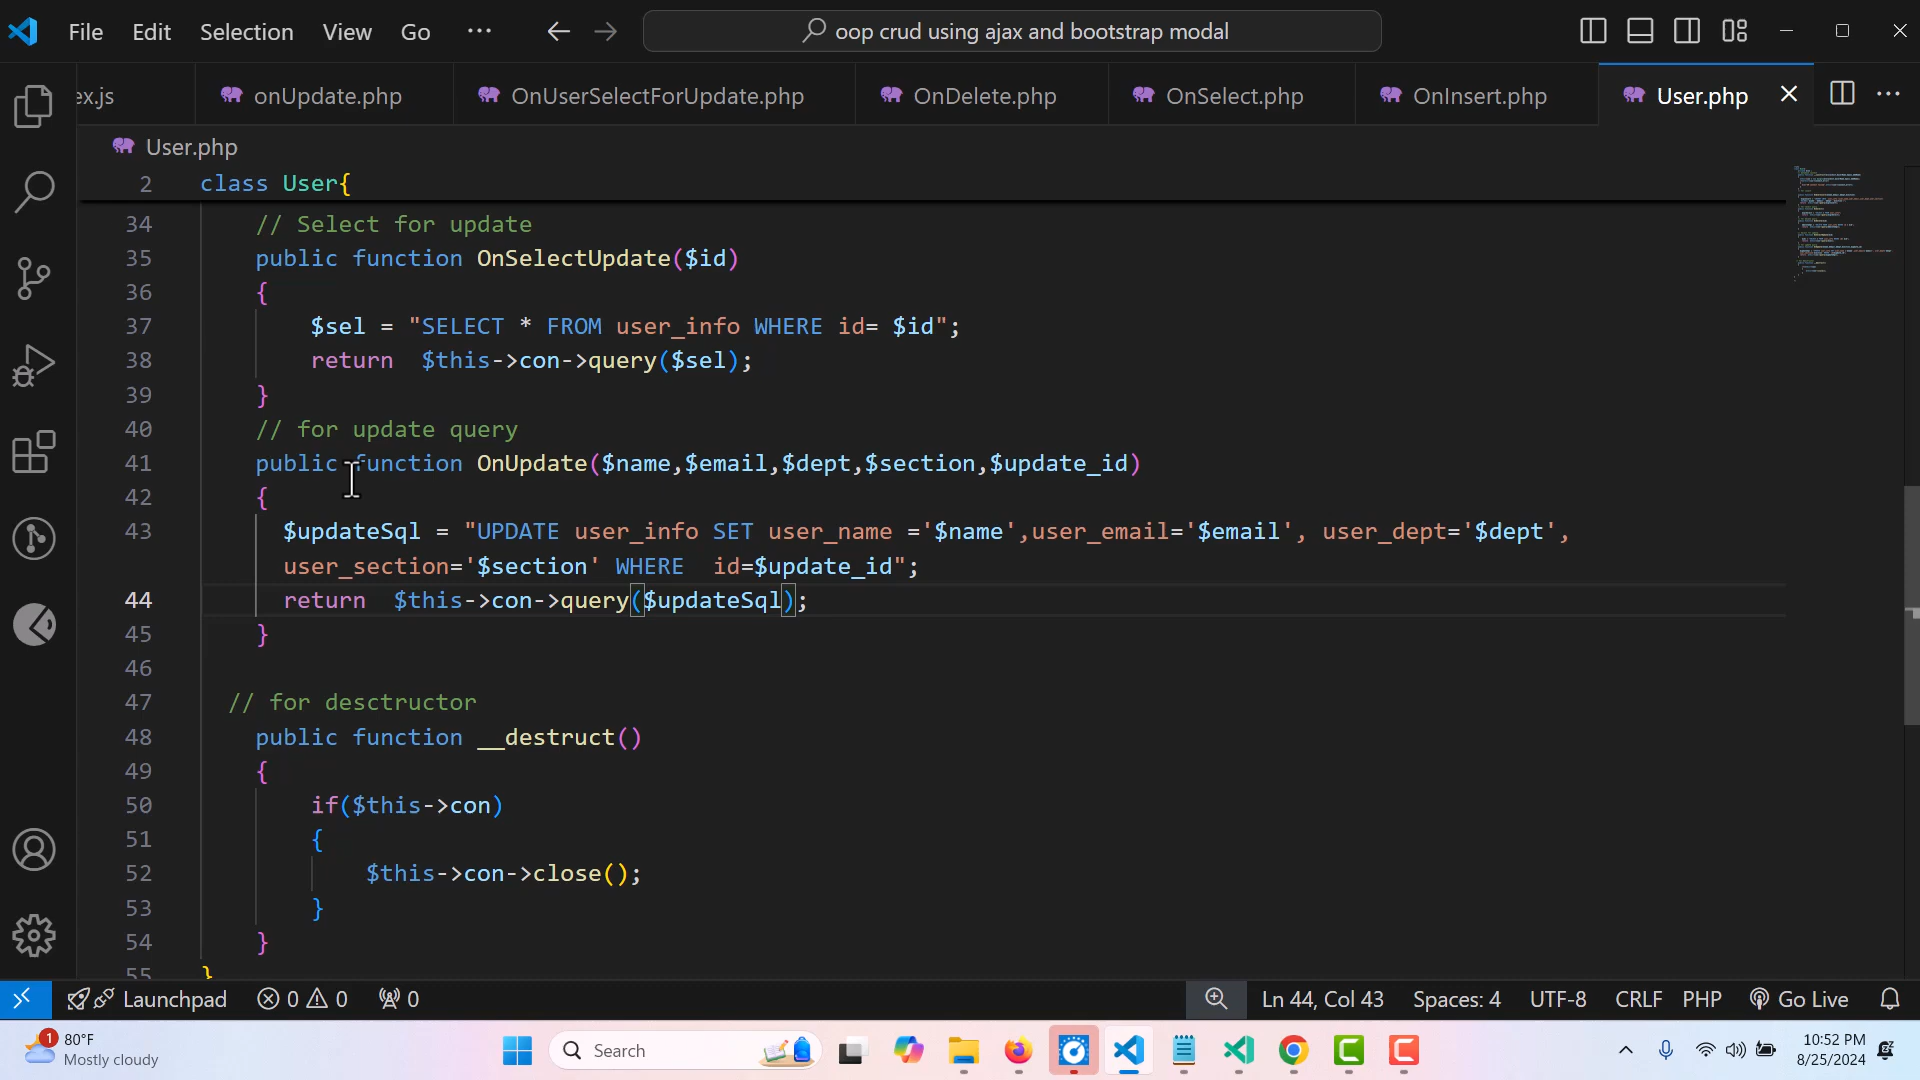 File Edit Selection View Go ··· oop crud using ajax and bootstrap modal
ex.js onUpdate.php OnUserSelectForUpdate.php OnDelete.php OnSelect.php OnInsert.php User.php
User.php
2 class User{
34 // Select for update
35 public function OnSelectUpdate($id)
36 {
37 $sel = "SELECT * FROM user_info WHERE id= $id";
38 return $this->con->query($sel);
39 }
40 // for update query
41 public function OnUpdate($name,$email,$dept,$section,$update_id)
42 {
43 $updateSql = "UPDATE user_info SET user_name ='$name',user_email='$email', user_dept='$dept',
user_section='$section' WHERE id=$update_id";
44 return $this->con->query($updateSql);
45 }
46
47 // for desctructor
48 public function __destruct()
49 {
50 if($this->con)
51 {
52 $this->con->close();
53 }
54 }
55 }
Launchpad 0 0 0 Ln 44, Col 43 Spaces: 4 UTF-8 CRLF PHP Go Live
1 80°F
Mostly cloudy
Search
10:52 PM
8/25/2024